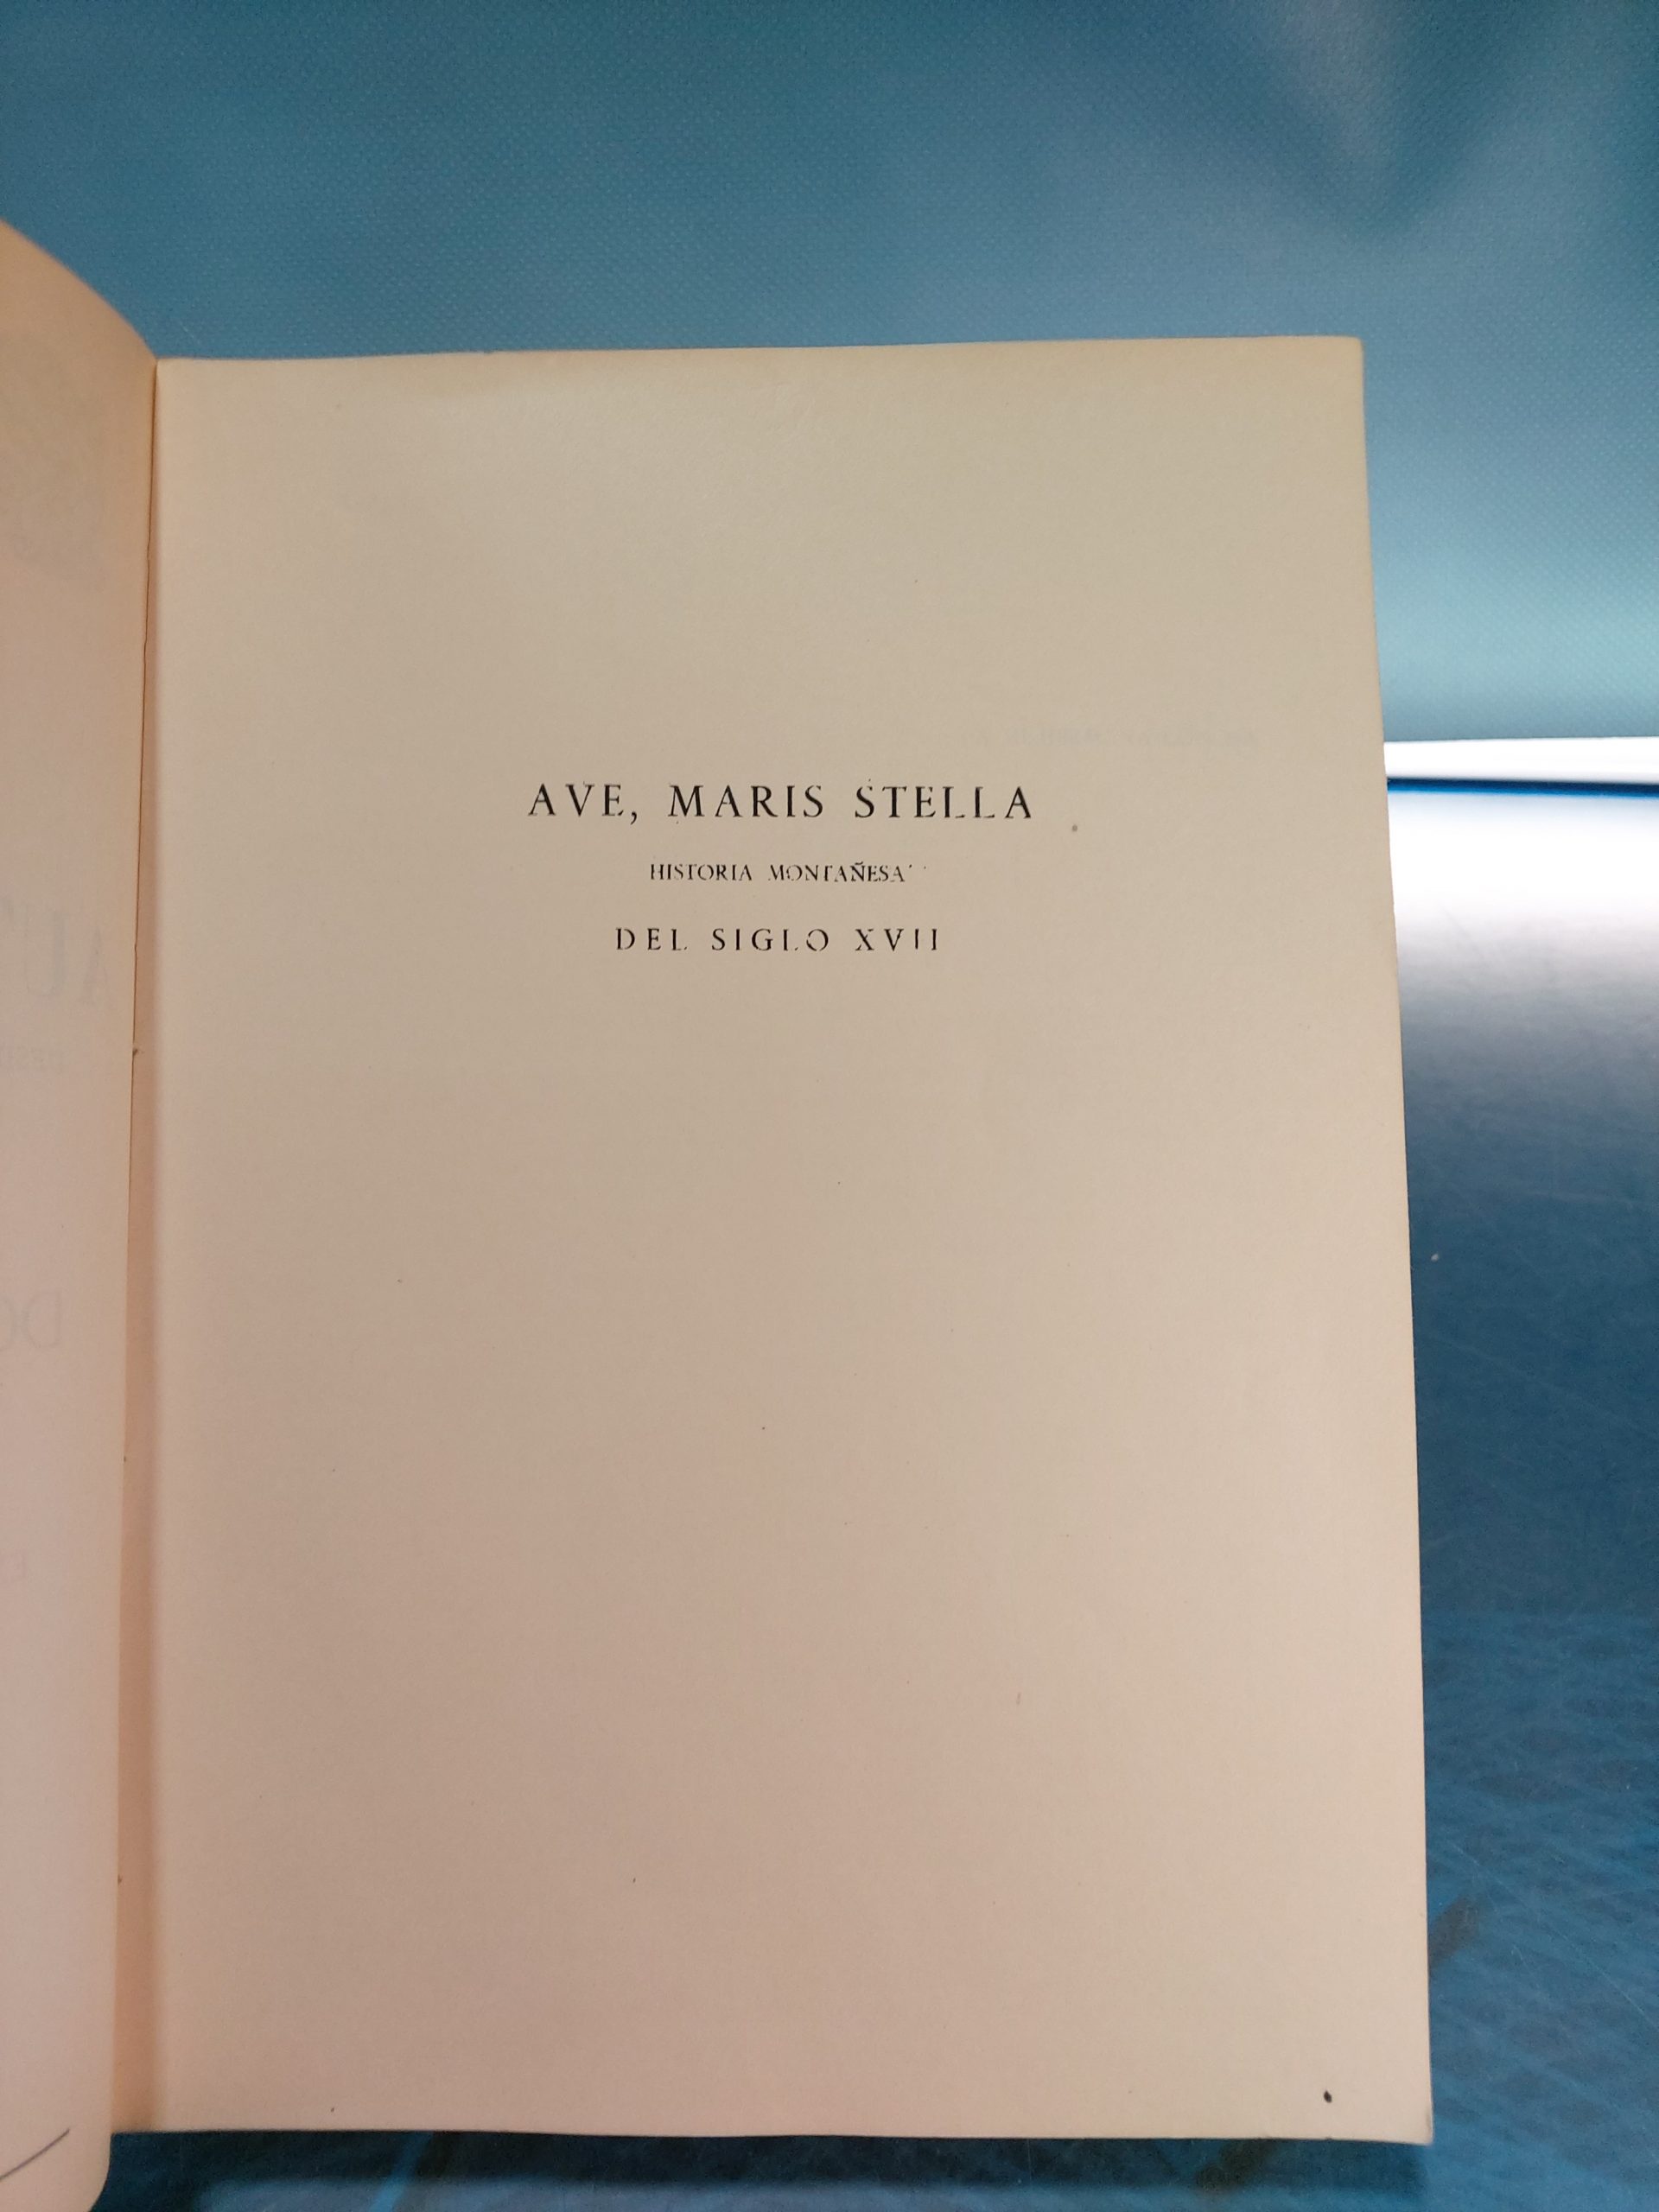 AVE, MARIS STELLA
HISTORIA MONTAÑESA
DEL SIGLO XVII